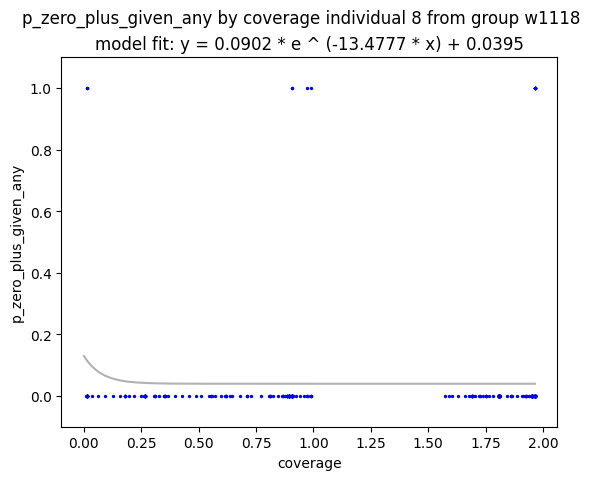 p_zero_plus_given_any by coverage individual 8 from group w1118
model fit: y = 0.0902 * e ^ (-13.4777 * x) + 0.0395
1.0
0.8
0.6
0.4
0.2
0.0
p_zero_plus_given_any
0.00 0.25 0.50 0.75 1.00 1.25 1.50 1.75 2.00
coverage